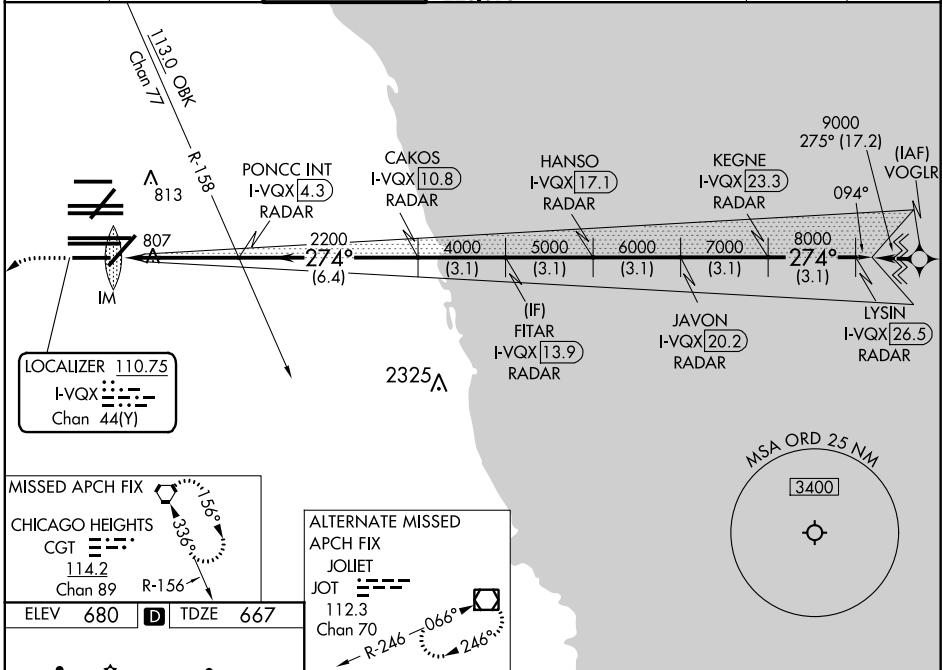 113.0 OBK
Chan 77
R-158
813
807
IM
PONCC INT
I-VQX 4.3
RADAR
CAKOS
I-VQX 10.8
RADAR
HANSO
I-VQX 17.1
RADAR
KEGNE
I-VQX 23.3
RADAR
9000
275° (17.2)
(IAF)
VOGLR
094°
2200
274°
(6.4)
4000
(3.1)
5000
(3.1)
6000
(3.1)
7000
(3.1)
8000
274°
(3.1)
(IF)
FITAR
I-VQX 13.9
RADAR
JAVON
I-VQX 20.2
RADAR
LYSIN
I-VQX 26.5
RADAR
LOCALIZER 110.75
I-VQX
Chan 44(Y)
2325
MSA ORD 25 NM
3400
MISSED APCH FIX
CHICAGO HEIGHTS
CGT
114.2
Chan 89
R-156
336°
156°
ALTERNATE MISSED
APCH FIX
JOLIET
JOT
112.3
Chan 70
R-246
066°
246°
ELEV 680 D TDZE 667